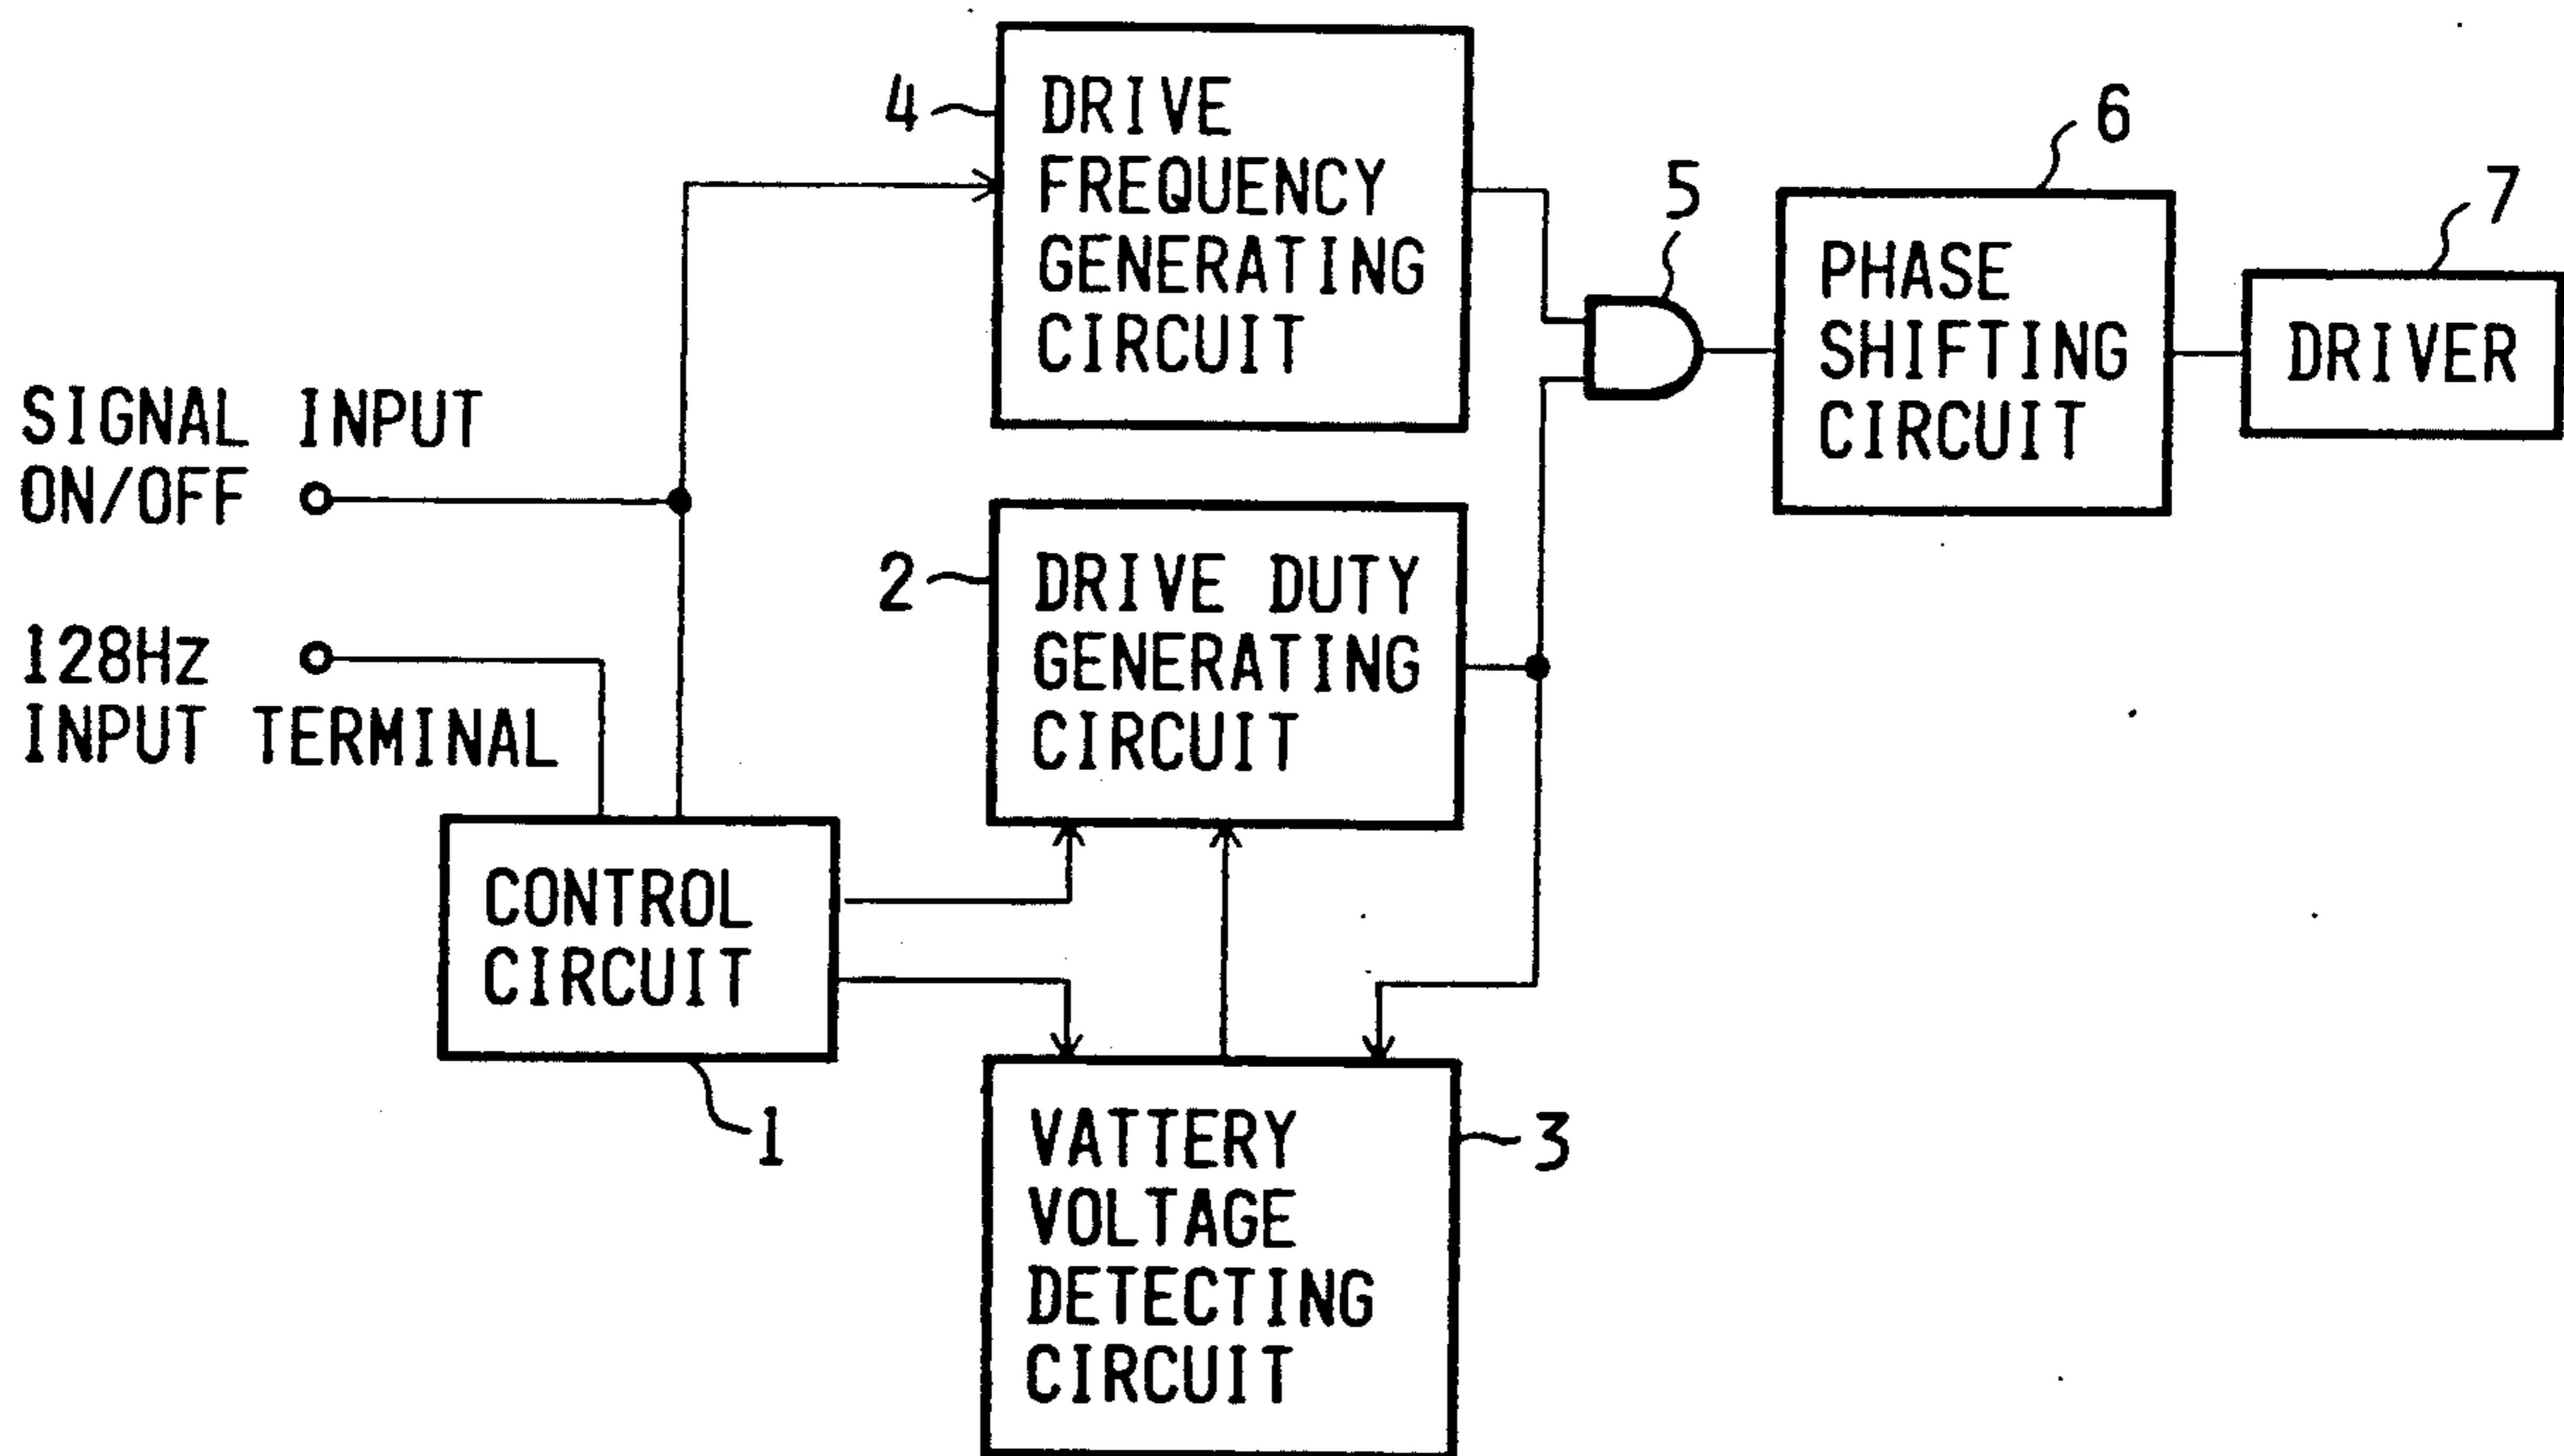 4
DRIVE
FREQUENCY
GENERATING
CIRCUIT
5
6
PHASE
SHIFTING
CIRCUIT
7
DRIVER
SIGNAL INPUT
ON/OFF
2
DRIVE DUTY
GENERATING
CIRCUIT
128Hz
INPUT TERMINAL
CONTROL
CIRCUIT
1
VATTERY
VOLTAGE
DETECTING
CIRCUIT
3